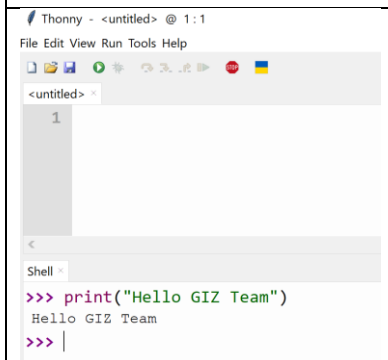 Thonny - <untitled> @ 1:1
File Edit View Run Tools Help
STOP
<untitled> ×
1
<
Shell ×
>>> print("Hello GIZ Team")
Hello GIZ Team
>>>